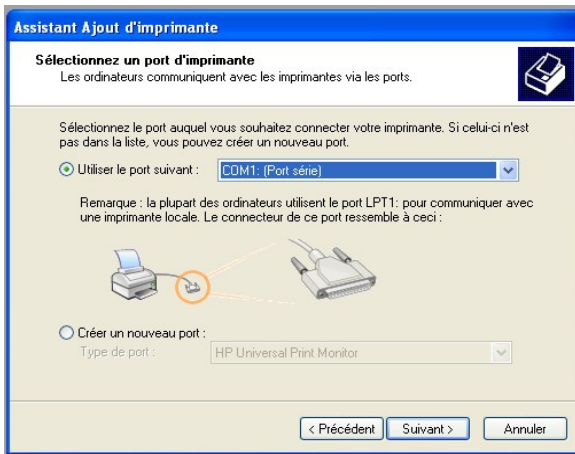 Assistant Ajout d'imprimante
Sélectionnez un port d'imprimante
Les ordinateurs communiquent avec les imprimantes via les ports.
Sélectionnez le port auquel vous souhaitez connecter votre imprimante. Si celui-ci n'est
pas dans la liste, vous pouvez créer un nouveau port.
Utiliser le port suivant :
COM1: (Port série)
Remarque : la plupart des ordinateurs utilisent le port LPT1: pour communiquer avec
une imprimante locale. Le connecteur de ce port ressemble à ceci :
Créer un nouveau port :
Type de port :
HP Universal Print Monitor
< Précédent
Suivant >
Annuler